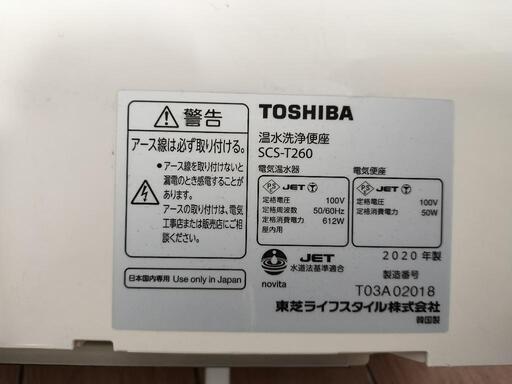 警告
アース線は必ず取り付ける。
● アース線を取り付けないと
漏電のとき感電することが
あります。
アースの取り付けは、電気
工事店または販売店にご相
談ください。
日本国内専用 Use only in Japan
TOSHIBA
温水洗浄便座
SCS-T260
電気温水器
PS JET T
定格電圧 100V
定格周波数 50/60Hz
定格消費電力 612W
屋内用
電気便座
PS JET T
定格電圧 100V
定格消費電力 50W
novita
JET
水道法基準適合
2020年製
製造番号
T03A02018
東芝ライフスタイル株式会社
韓国製